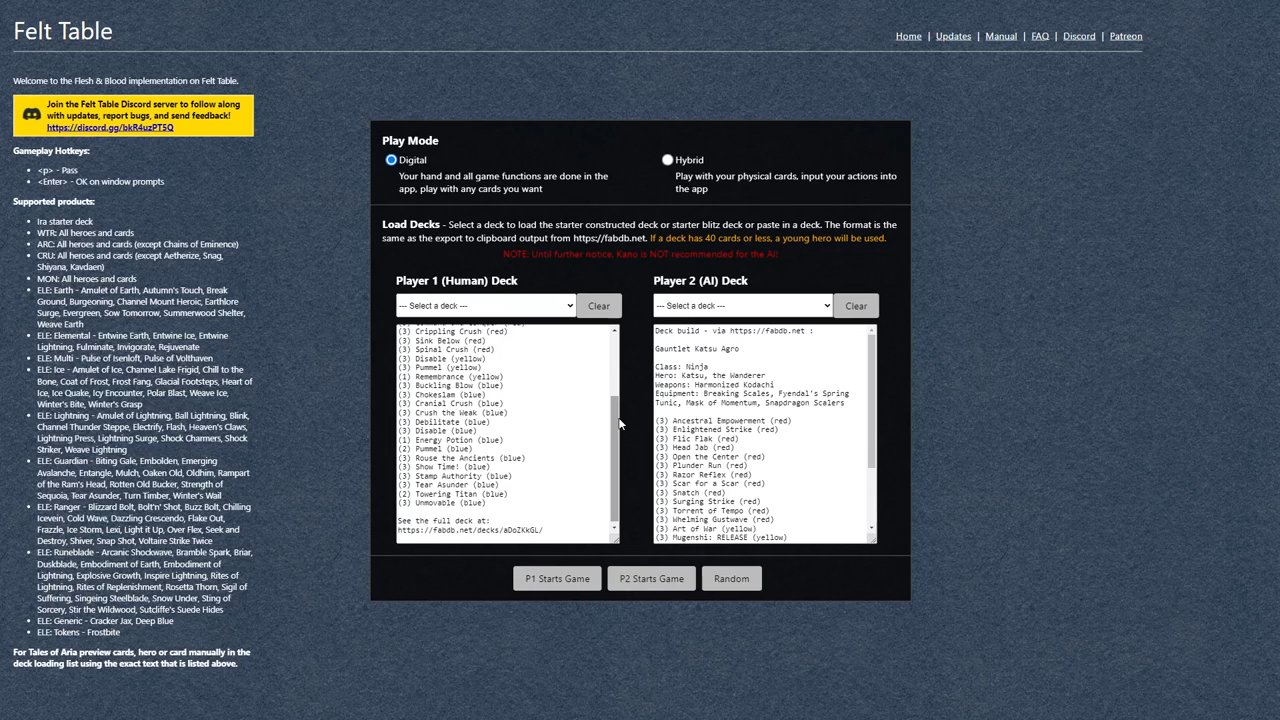 Felt Table
Home | Updates | Manual | FAQ | Discord | Patreon
Welcome to the Flesh & Blood implementation on Felt Table.
Join the Felt Table Discord server to follow along
with updates, report bugs, and send feedback!
https://discord.gg/bkR4uzPT5Q
Gameplay Hotkeys:
<p> - Pass
<Enter> - OK on window prompts
Supported products:
Ira starter deck
WTR: All heroes and cards
ARC: All heroes and cards (except Chains of Eminence)
CRU: All heroes and cards (except Aetherize, Snag,
Shiyana, Kavdaen)
MON: All heroes and cards
ELE: Earth - Amulet of Earth, Autumn's Touch, Break
Ground, Burgeoning, Channel Mount Heroic, Earthlore
Surge, Evergreen, Sow Tomorrow, Summerwood Shelter,
Weave Earth
ELE: Elemental - Entwine Earth, Entwine Ice, Entwine
Lightning, Fulminate, Invigorate, Rejuvenate
ELE: Multi - Pulse of Isenloft, Pulse of Volthaven
ELE: Ice - Amulet of Ice, Channel Lake Frigid, Chill to the
Bone, Coat of Frost, Frost Fang, Glacial Footsteps, Heart of
Ice, Ice Quake, Icy Encounter, Polar Blast, Weave Ice,
Winter's Bite, Winter's Grasp
ELE: Lightning - Amulet of Lightning, Ball Lightning, Blink,
Channel Thunder Steppe, Electrify, Flash, Heaven's Claws,
Lightning Press, Lightning Surge, Shock Charmers, Shock
Striker, Weave Lightning
ELE: Guardian - Biting Gale, Embolden, Emerging
Avalanche, Entangle, Mulch, Oaken Old, Oldhim, Rampart
of the Ram's Head, Rotten Old Buckler, Strength of
Sequoia, Tear Asunder, Turn Timber, Winter's Wail
ELE: Ranger - Blizzard Bolt, Bolt'n' Shot, Buzz Bolt, Chilling
Icevein, Cold Wave, Dazzling Crescendo, Flake Out,
Frazzle, Ice Storm, Lexi, Light it Up, Over Flex, Seek and
Destroy, Shiver, Snap Shot, Voltaire Strike Twice
ELE: Runeblade - Arcanic Shockwave, Bramble Spark, Briar,
Duskblade, Embodiment of Earth, Embodiment of
Lightning, Explosive Growth, Inspire Lightning, Rites of
Lightning, Rites of Replenishment, Rosetta Thorn, Sigil of
Suffering, Singeing Steelblade, Snow Under, Sting of
Sorcery, Stir the Wildwood, Sutcliffe's Suede Hides
ELE: Generic - Cracker Jax, Deep Blue
ELE: Tokens - Frostbite
For Tales of Aria preview cards, hero or card manually in the
deck loading list using the exact text that is listed above.
Play Mode
Digital
Your hand and all game functions are done in the
app, play with any cards you want
Hybrid
Play with your physical cards, input your actions into
the app
Load Decks - Select a deck to load the starter constructed deck or starter blitz deck or paste in a deck. The format is
the same as the export to clipboard output from https://fabdb.net. If a deck has 40 cards or less, a young hero will be used.
NOTE: Until further notice, Kano is NOT recommended for the AI!
Player 1 (Human) Deck
--- Select a deck ---
Clear
(3) Crippling Crush (red)
(3) Sink Below (red)
(3) Spinal Crush (red)
(3) Disable (yellow)
(3) Pummel (yellow)
(1) Remembrance (yellow)
(3) Buckling Blow (blue)
(3) Chokeslam (blue)
(3) Cranial Crush (blue)
(3) Crush the Weak (blue)
(3) Debilitate (blue)
(3) Disable (blue)
(1) Energy Potion (blue)
(2) Pummel (blue)
(3) Rouse the Ancients (blue)
(3) Show Time! (blue)
(3) Stamp Authority (blue)
(3) Tear Asunder (blue)
(2) Towering Titan (blue)
(3) Unmovable (blue)
See the full deck at:
https://fabdb.net/decks/aDoZKkGL/
Player 2 (AI) Deck
--- Select a deck ---
Clear
Deck build - via https://fabdb.net :
Gauntlet Katsu Agro
Class: Ninja
Hero: Katsu, the Wanderer
Weapons: Harmonized Kodachi
Equipment: Breaking Scales, Fyendal's Spring
Tunic, Mask of Momentum, Snapdragon Scalers
(3) Ancestral Empowerment (red)
(3) Enlightened Strike (red)
(3) Flic Flak (red)
(3) Head Jab (red)
(3) Open the Center (red)
(3) Plunder Run (red)
(3) Razor Reflex (red)
(3) Scar for a Scar (red)
(3) Snatch (red)
(3) Surging Strike (red)
(3) Torrent of Tempo (red)
(3) Whelming Gustwave (red)
(3) Art of War (yellow)
(3) Mugenshi: RELEASE (yellow)
P1 Starts Game
P2 Starts Game
Random